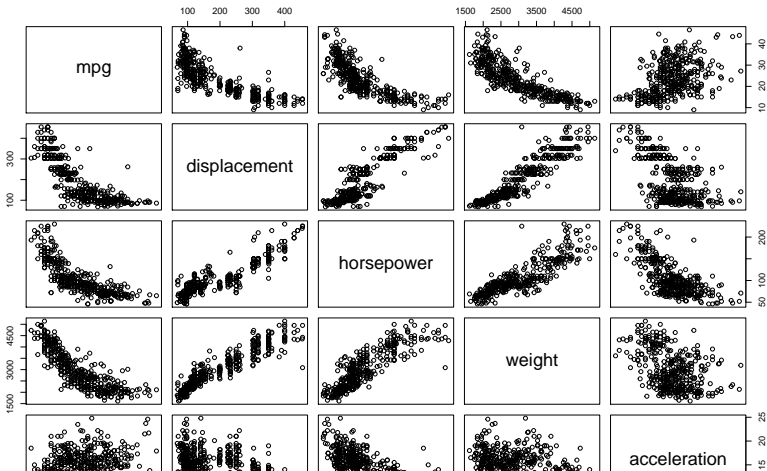 100 200 300 400
1500 2500 3500 4500
mpg
10 20 30 40
100 300
displacement
horsepower
50 100 200
1500 3000 4500
weight
acceleration
15 20 25